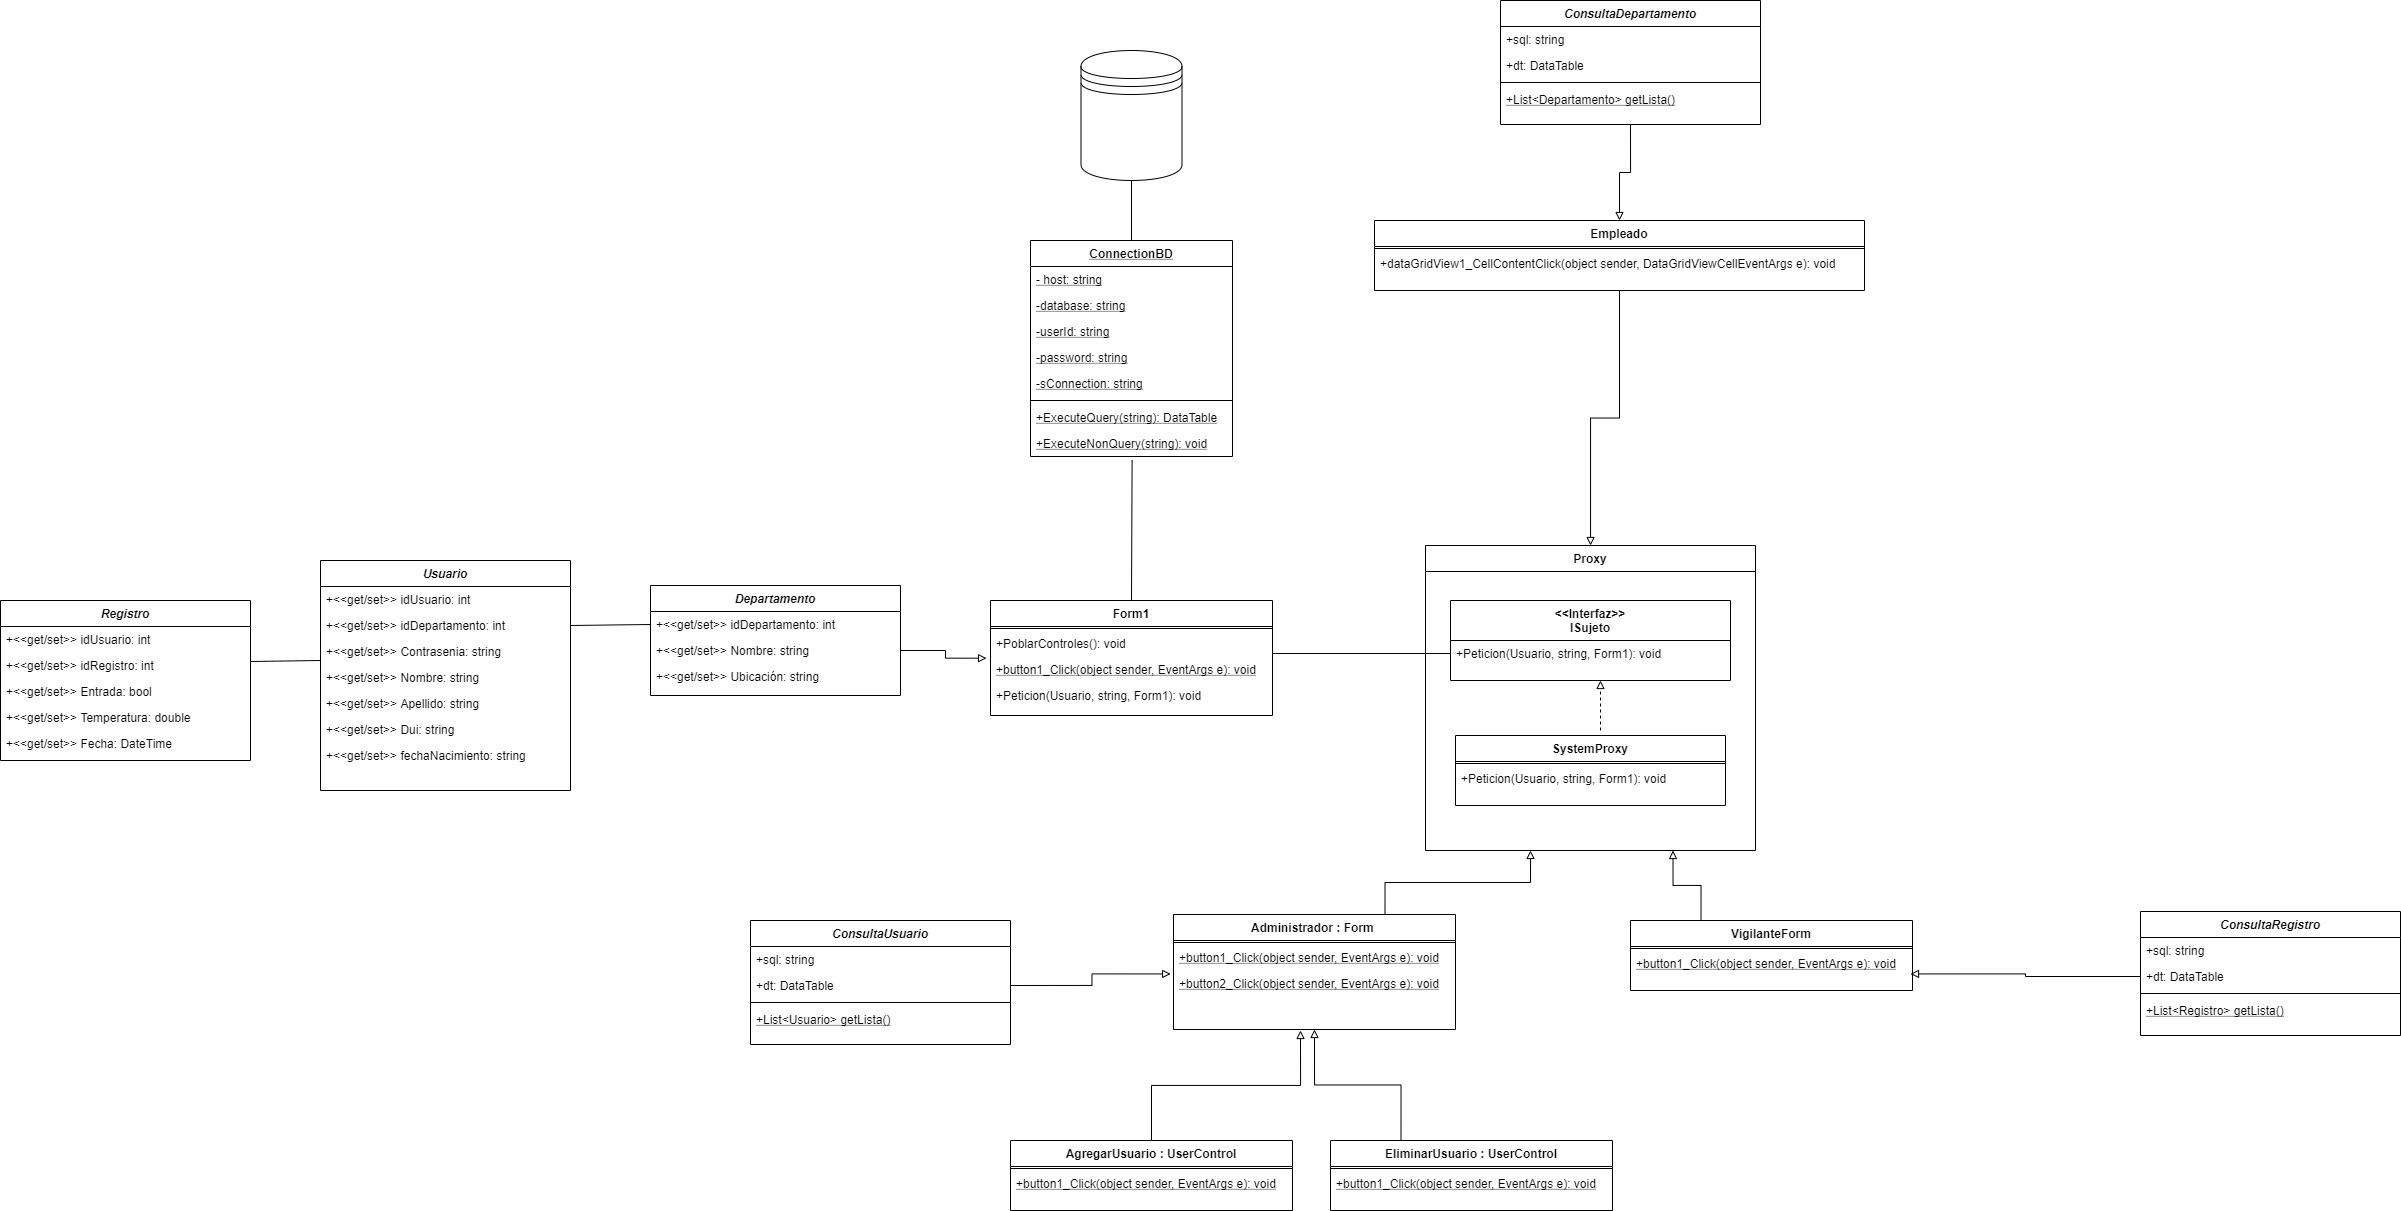 ConsultaDepartamento
+sql: string
+dt: DataTable
+List<Departamento> getLista()
Empleado
+dataGridView1_CellContentClick(object sender, DataGridViewCellEventArgs e): void
ConnectionBD
- host: string
-database: string
-userId: string
-password: string
-sConnection: string
+ExecuteQuery(string): DataTable
+ExecuteNonQuery(string): void
Registro
+<<get/set>> idUsuario: int
+<<get/set>> idRegistro: int
+<<get/set>> Entrada: bool
+<<get/set>> Temperatura: double
+<<get/set>> Fecha: DateTime
Usuario
+<<get/set>> idUsuario: int
+<<get/set>> idDepartamento: int
+<<get/set>> Contrasenia: string
+<<get/set>> Nombre: string
+<<get/set>> Apellido: string
+<<get/set>> Dui: string
+<<get/set>> fechaNacimiento: string
Departamento
+<<get/set>> idDepartamento: int
+<<get/set>> Nombre: string
+<<get/set>> Ubicación: string
Form1
+PoblarControles(): void
+button1_Click(object sender, EventArgs e): void
+Peticion(Usuario, string, Form1): void
Proxy
<<Interfaz>>
ISujeto
+Peticion(Usuario, string, Form1): void
SystemProxy
+Peticion(Usuario, string, Form1): void
ConsultaUsuario
+sql: string
+dt: DataTable
+List<Usuario> getLista()
Administrador : Form
+button1_Click(object sender, EventArgs e): void
+button2_Click(object sender, EventArgs e): void
VigilanteForm
+button1_Click(object sender, EventArgs e): void
ConsultaRegistro
+sql: string
+dt: DataTable
+List<Registro> getLista()
AgregarUsuario : UserControl
+button1_Click(object sender, EventArgs e): void
EliminarUsuario : UserControl
+button1_Click(object sender, EventArgs e): void